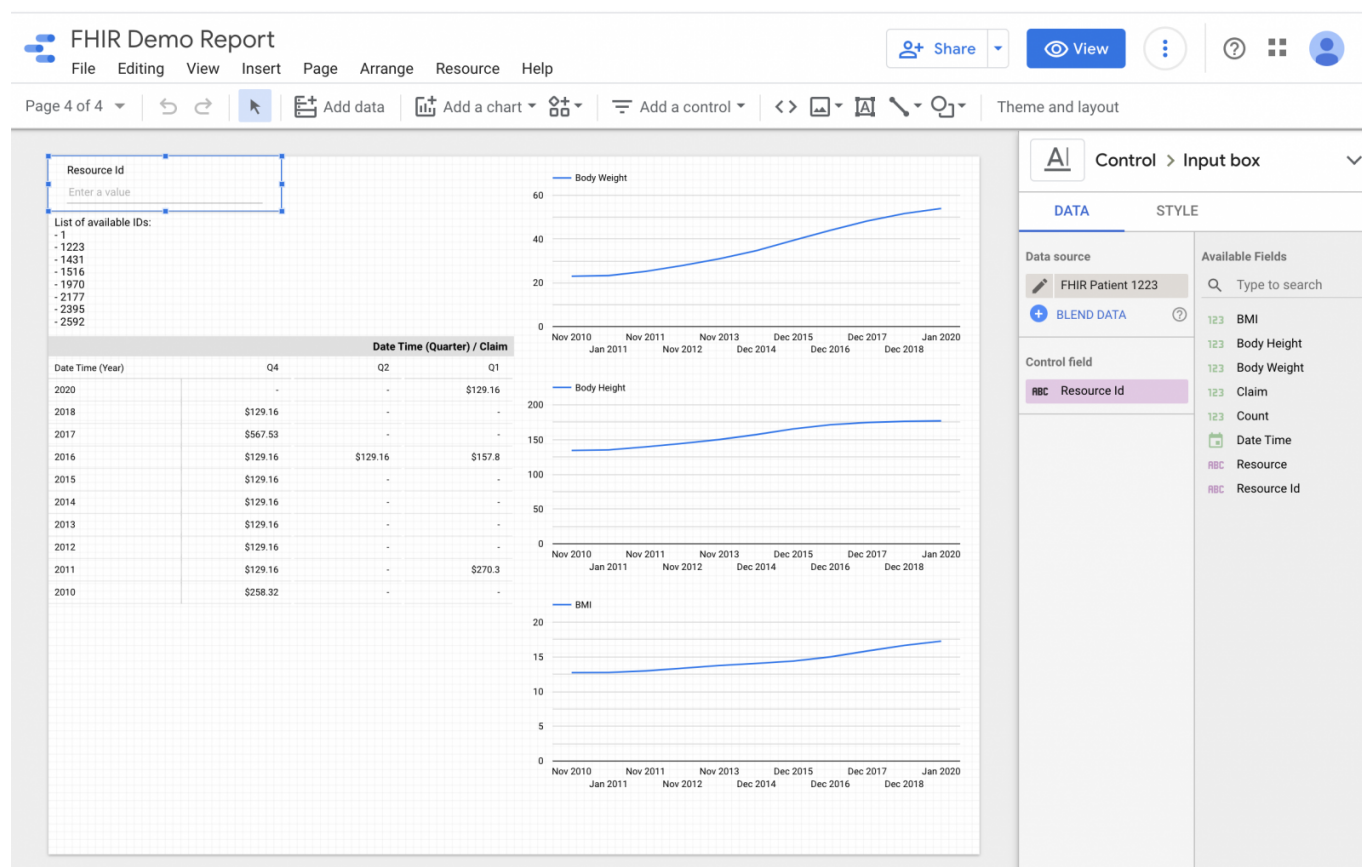 FHIR Demo Report
File Editing View Insert Page Arrange Resource Help
Share View
Page 4 of 4 Add data Add a chart Add a control Theme and layout
Resource Id
Enter a value
List of available IDs:
- 1
- 1223
- 1431
- 1516
- 1970
- 2177
- 2395
- 2592
Date Time (Quarter) / Claim
Date Time (Year) Q4 Q2 Q1
2020 - - $129.16
2018 $129.16 - -
2017 $567.53 - -
2016 $129.16 $129.16 $157.8
2015 $129.16 - -
2014 $129.16 - -
2013 $129.16 - -
2012 $129.16 - -
2011 $129.16 - $270.3
2010 $258.32 - -
Body Weight
60
40
20
0
Nov 2010 Nov 2011 Nov 2013 Dec 2015 Dec 2017 Jan 2020
Jan 2011 Nov 2012 Dec 2014 Dec 2016 Dec 2018
Body Height
200
150
100
50
0
Nov 2010 Nov 2011 Nov 2013 Dec 2015 Dec 2017 Jan 2020
Jan 2011 Nov 2012 Dec 2014 Dec 2016 Dec 2018
BMI
20
15
10
5
0
Nov 2010 Nov 2011 Nov 2013 Dec 2015 Dec 2017 Jan 2020
Jan 2011 Nov 2012 Dec 2014 Dec 2016 Dec 2018
Control > Input box
DATA STYLE
Data source
FHIR Patient 1223
BLEND DATA
Control field
ABC Resource Id
Available Fields
Type to search
123 BMI
123 Body Height
123 Body Weight
123 Claim
123 Count
Date Time
ABC Resource
ABC Resource Id